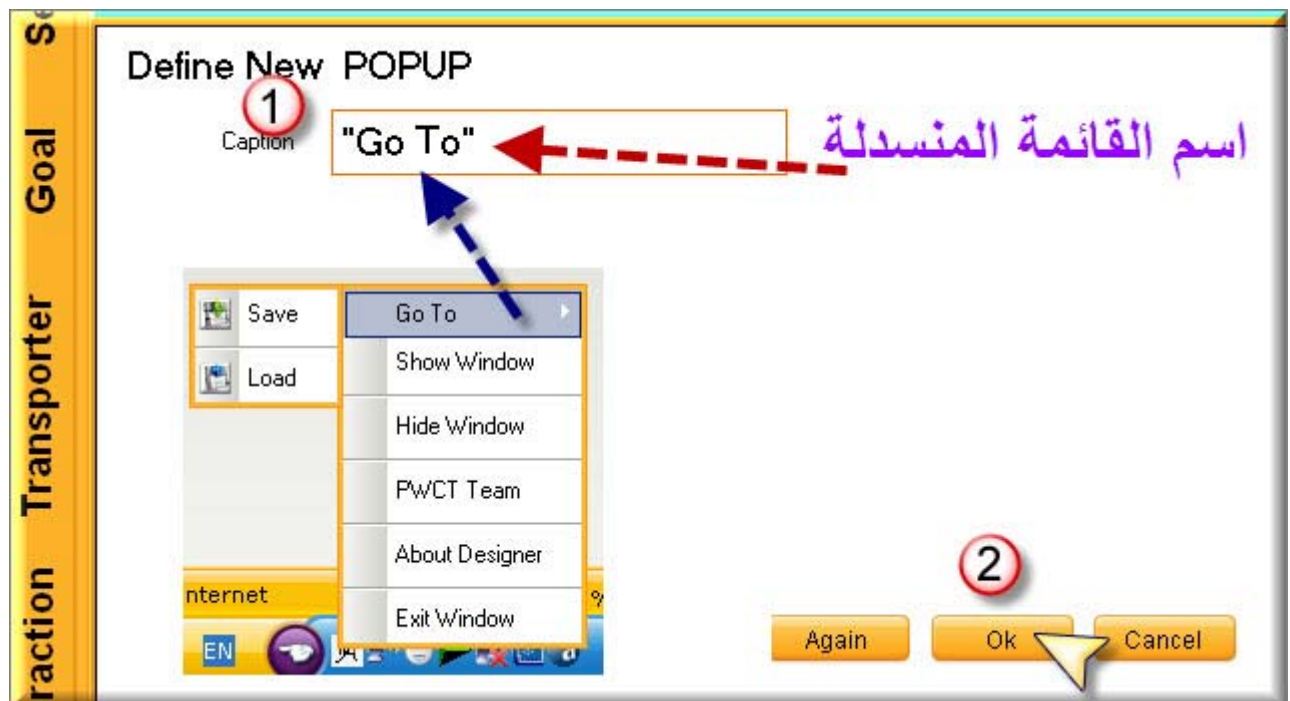 Define New POPUP
1
Caption
"Go To"
اسم القائمة المنسدلة
Save
Load
Go To
Show Window
Hide Window
PWCT Team
About Designer
Exit Window
nternet
%
EN
2
Again
Ok
Cancel
Goal
Transporter
raction